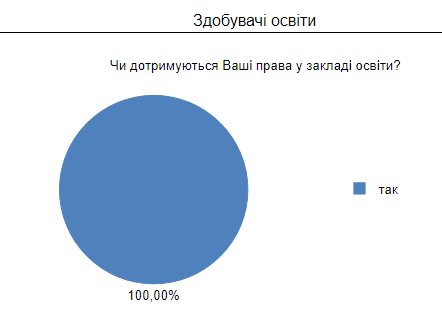 Здобувачі освіти
Чи дотримуються Ваші права у закладі освіти?
так
100,00%